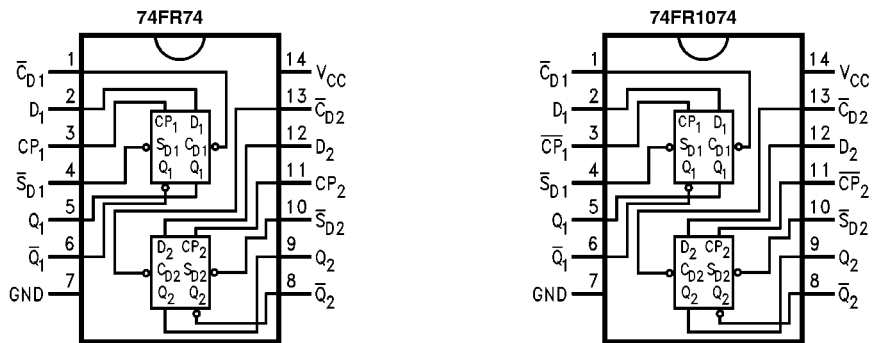 74FR74
1 C̅D1
2 D1
3 CP1
4 S̅D1
5 Q1
6 Q̅1
7 GND
14 VCC
13 C̅D2
12 D2
11 CP2
10 S̅D2
9 Q2
8 Q̅2
CP1 D1
SD1 CD1
Q1 Q1
D2 CP2
CD2 SD2
Q2 Q2
74FR1074
1 C̅D1
2 D1
3 C̅P̅1
4 S̅D1
5 Q1
6 Q̅1
7 GND
14 VCC
13 C̅D2
12 D2
11 C̅P̅2
10 S̅D2
9 Q2
8 Q̅2
CP1 D1
SD1 CD1
Q1 Q1
D2 CP2
CD2 SD2
Q2 Q2